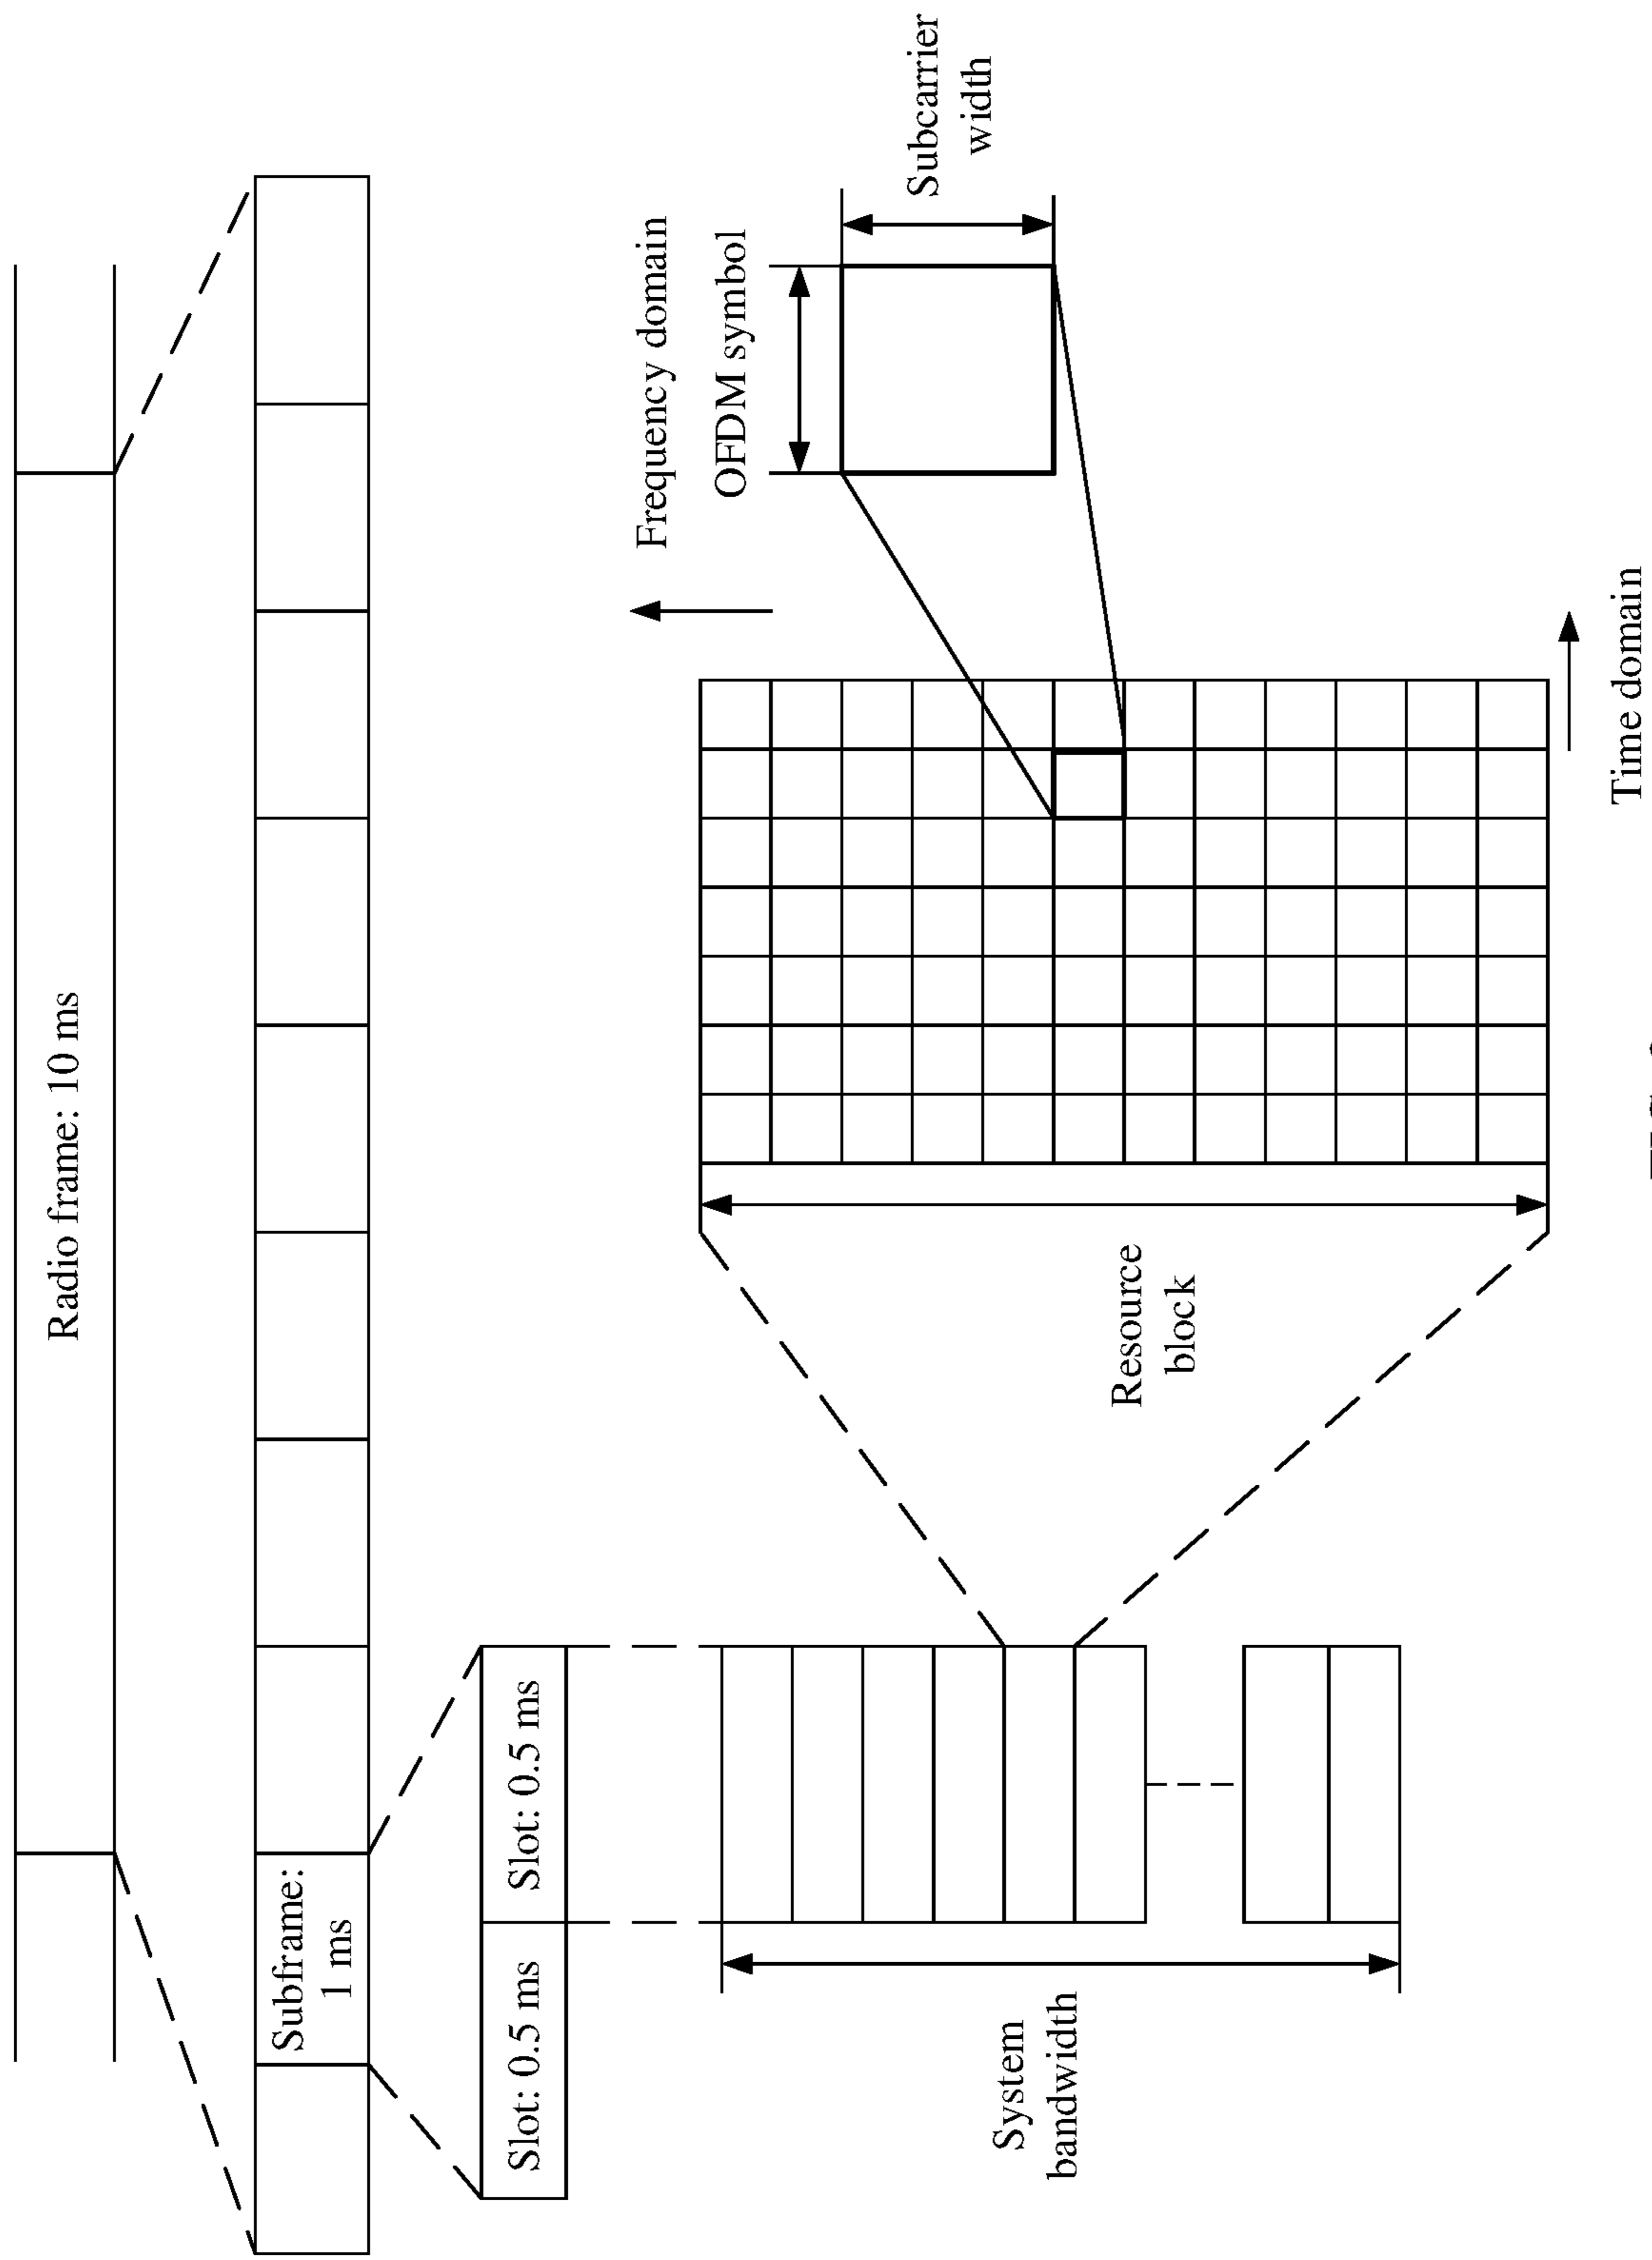 Radio frame: 10 ms
Subframe:
1 ms
Slot: 0.5 ms
Slot: 0.5 ms
System
bandwidth
Resource
block
Frequency domain
OFDM symbol
Subcarrier
width
Time domain